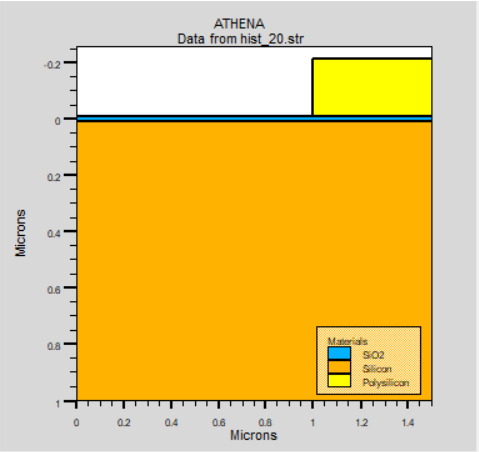 ATHENA
Data from hist_20.str
-0.2
0
0.2
0.4
0.6
0.8
1
Microns
Materials
SiO2
Silicon
Polysilicon
0 0.2 0.4 0.6 0.8 1 1.2 1.4
Microns